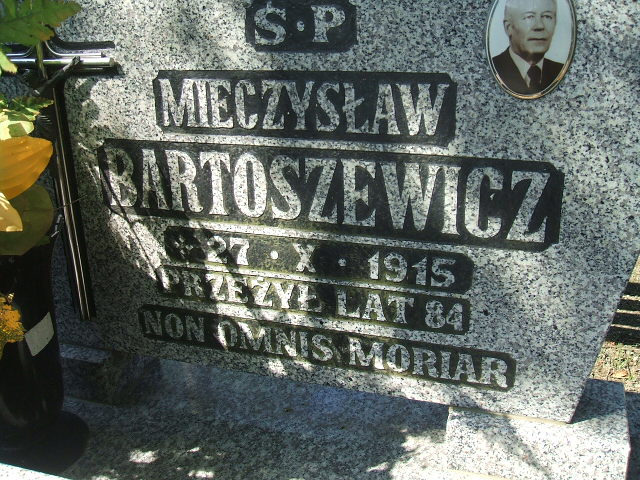 Ś·P
MIECZYSŁAW
BARTOSZEWICZ
* 27 · X · 1915
PRZEŻYŁ LAT 84
NON OMNIS MORIAR